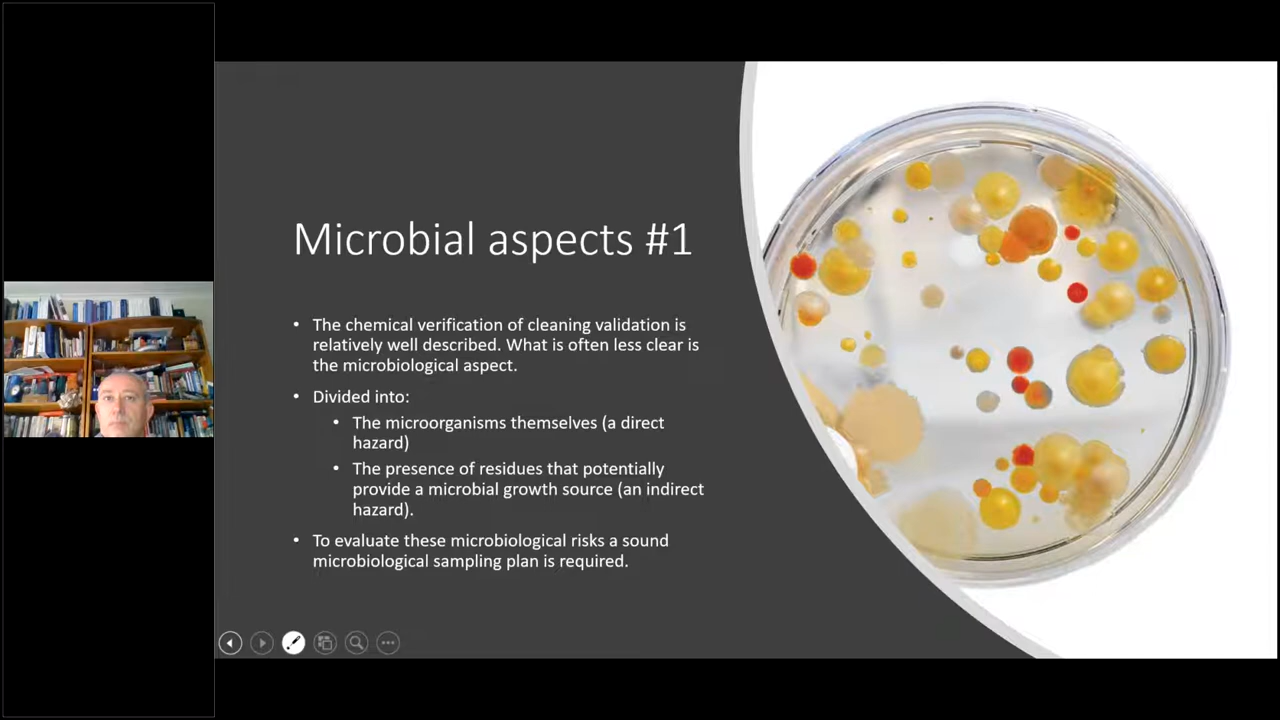 Microbial aspects #1
• The chemical verification of cleaning validation is
relatively well described. What is often less clear is
the microbiological aspect.
• Divided into:
• The microorganisms themselves (a direct
hazard)
• The presence of residues that potentially
provide a microbial growth source (an indirect
hazard).
• To evaluate these microbiological risks a sound
microbiological sampling plan is required.